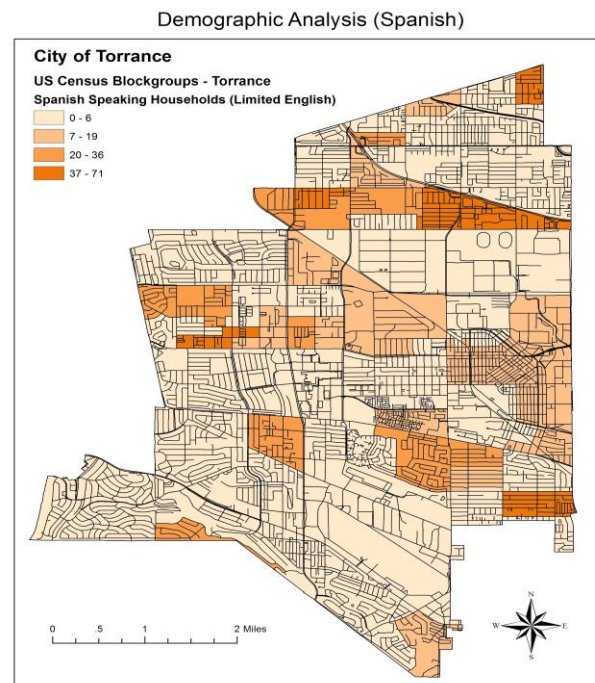 Demographic Analysis (Spanish)
City of Torrance
US Census Blockgroups - Torrance
Spanish Speaking Households (Limited English)
0 - 6
7 - 19
20 - 36
37 - 71
N
W E
S
0 .5 1 2 Miles